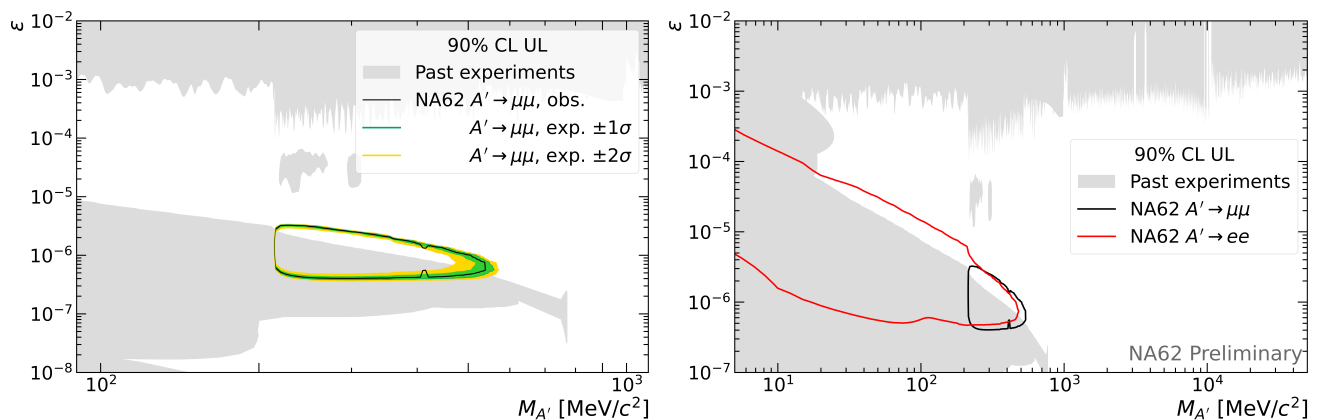 ε
10⁻²
10⁻³
10⁻⁴
10⁻⁵
10⁻⁶
10⁻⁷
10⁻⁸
90% CL UL
Past experiments
NA62 A′ → μμ, obs.
A′ → μμ, exp. ±1σ
A′ → μμ, exp. ±2σ
10²
10³
M_A′ [MeV/c²]
ε
10⁻²
10⁻³
10⁻⁴
10⁻⁵
10⁻⁶
10⁻⁷
90% CL UL
Past experiments
NA62 A′ → μμ
NA62 A′ → ee
NA62 Preliminary
10¹
10²
10³
10⁴
M_A′ [MeV/c²]